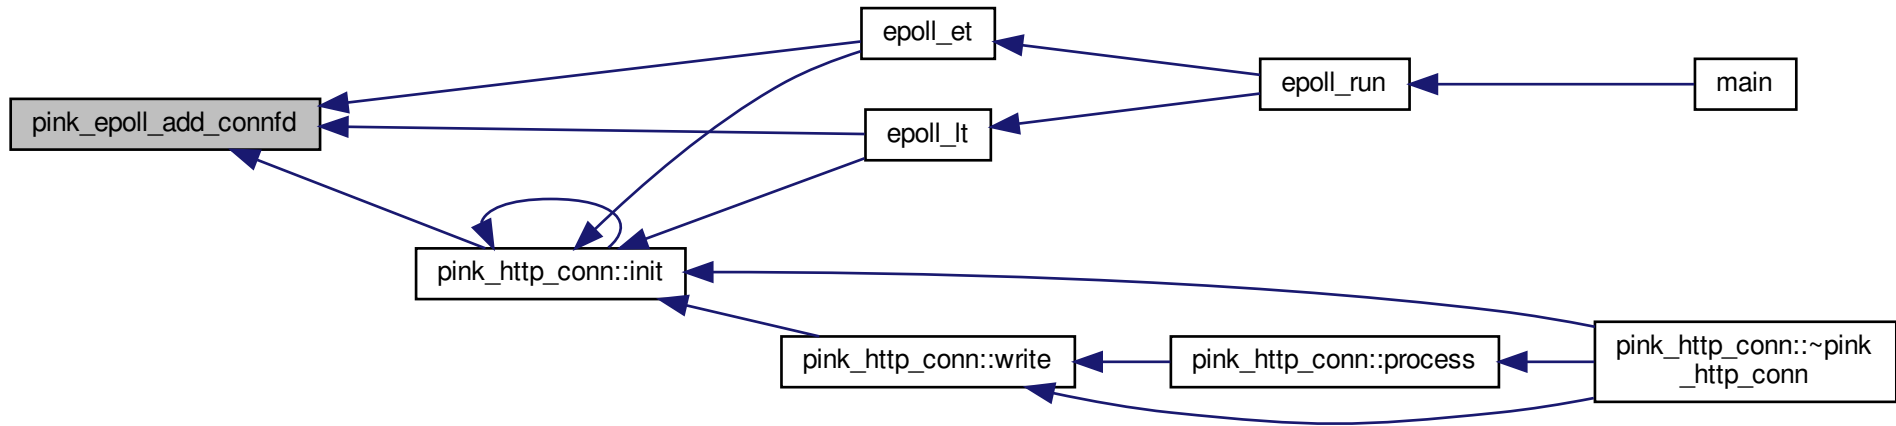 epoll_et
epoll_run
main
pink_epoll_add_connfd
epoll_lt
pink_http_conn::init
pink_http_conn::write
pink_http_conn::process
pink_http_conn::~pink
_http_conn